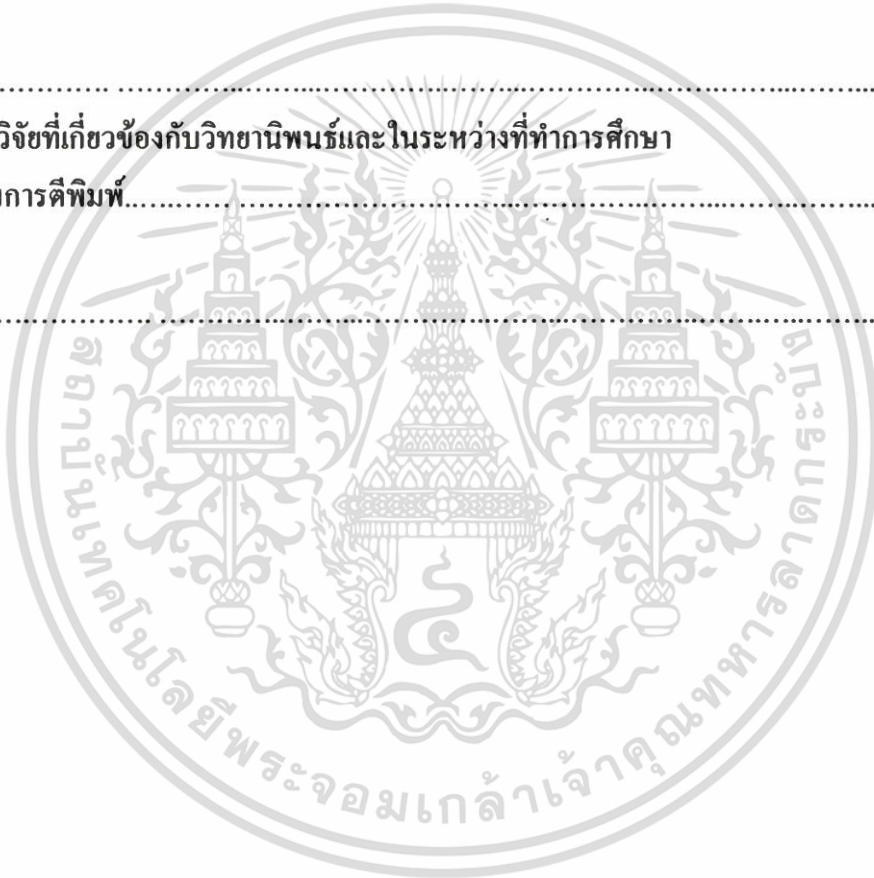 ................ ................................................................
วิจัยที่เกี่ยวข้องกับวิทยานิพนธ์และในระหว่างที่ทำการศึกษา
การตีพิมพ์................................................................
................ ................................................................
สถาบันเทคโนโลยีพระจอมเกล้าเจ้าคุณทหารลาดกระบัง